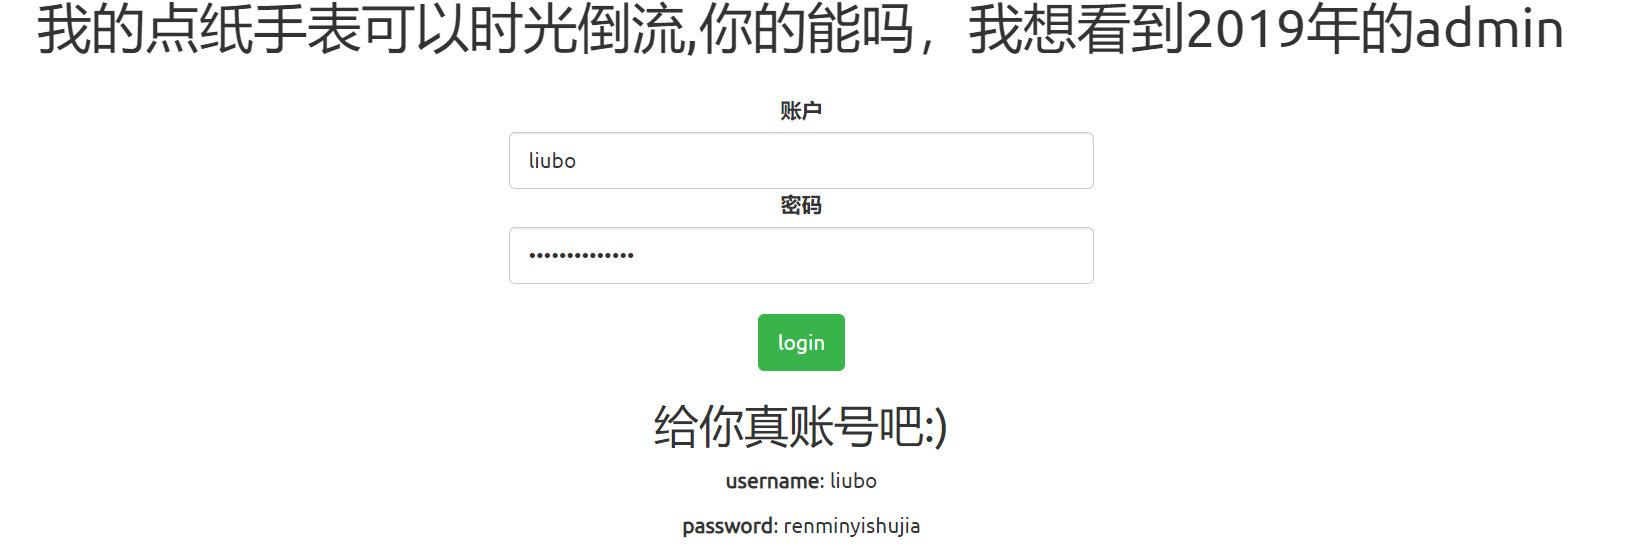 我的点纸手表可以时光倒流,你的能吗，我想看到2019年的admin
账户
liubo
密码
••••••••••••••
login
给你真账号吧:)
username: liubo
password: renminyishujia